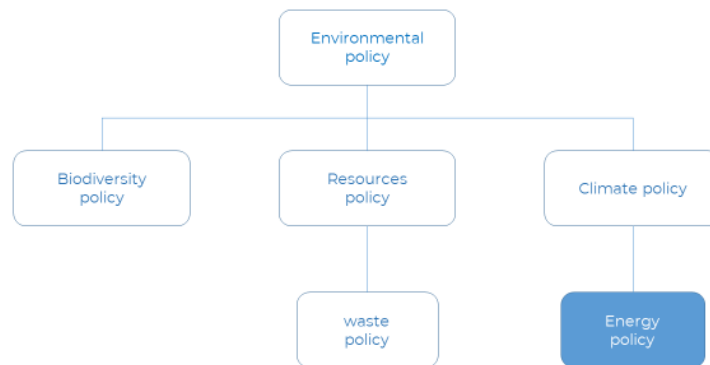 Environmental
policy
Biodiversity
policy
Resources
policy
Climate policy
waste
policy
Energy
policy